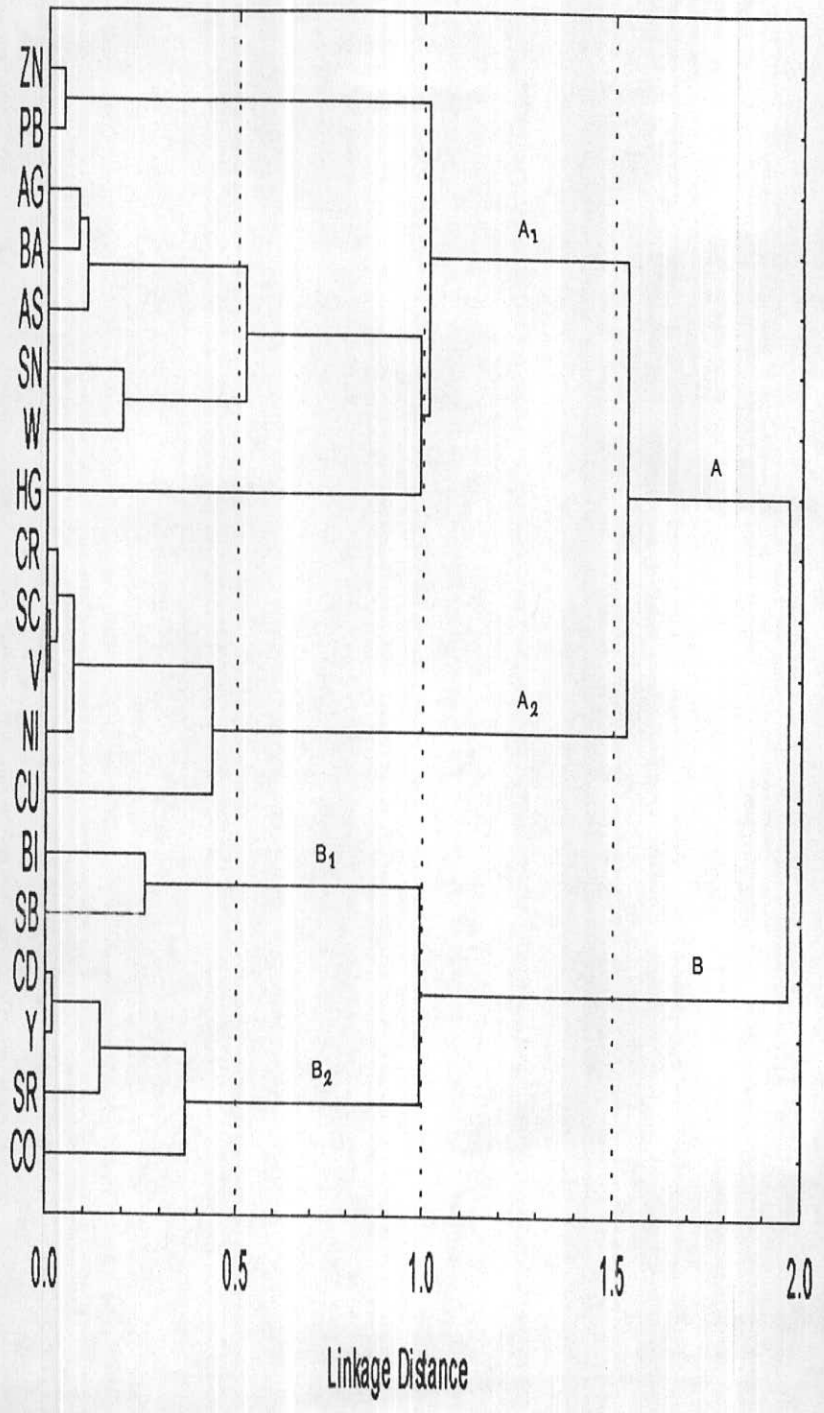 ZN
PB
AG
BA
AS
SN
W
HG
CR
SC
V
NI
CU
BI
SB
CD
Y
SR
CO
A₁
A
A₂
B₁
B
B₂
0.0 0.5 1.0 1.5 2.0
Linkage Distance